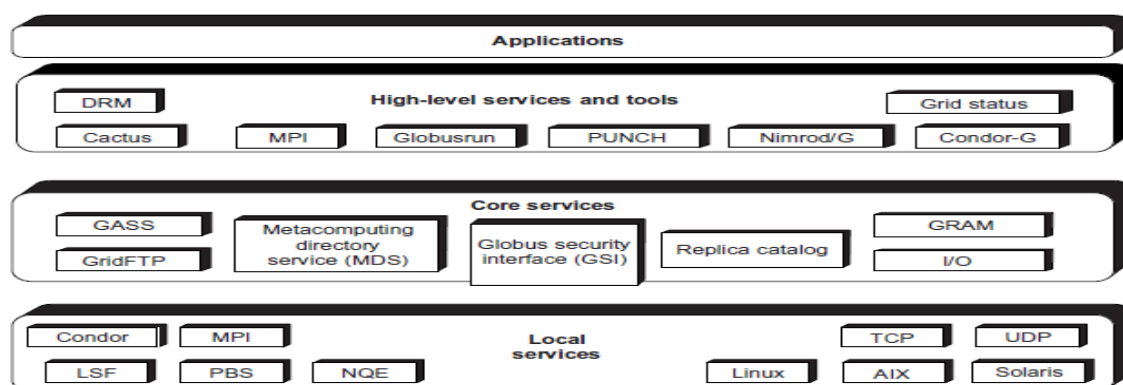 Applications
DRM
High-level services and tools
Grid status
Cactus
MPI
Globusrun
PUNCH
Nimrod/G
Condor-G
Core services
GASS
Metacomputing
directory
service (MDS)
Globus security
interface (GSI)
Replica catalog
GRAM
GridFTP
I/O
Condor
MPI
Local
services
TCP
UDP
LSF
PBS
NQE
Linux
AIX
Solaris